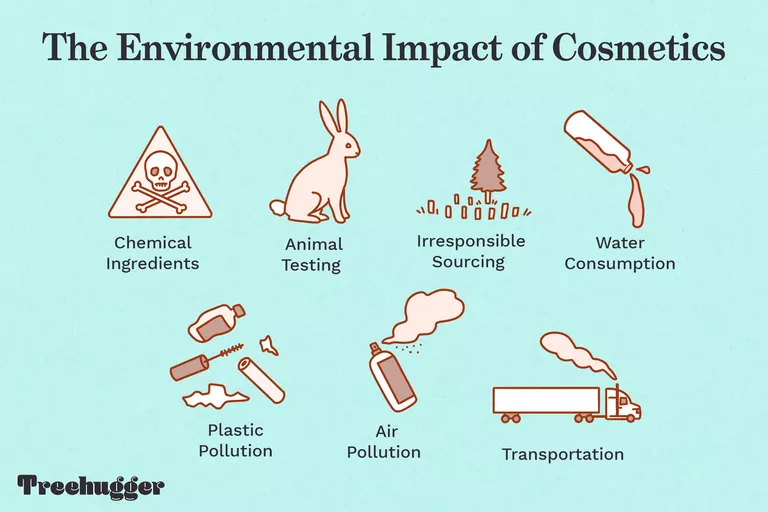 The Environmental Impact of Cosmetics
Chemical
Ingredients
Animal
Testing
Irresponsible
Sourcing
Water
Consumption
Plastic
Pollution
Air
Pollution
Transportation
Treehugger